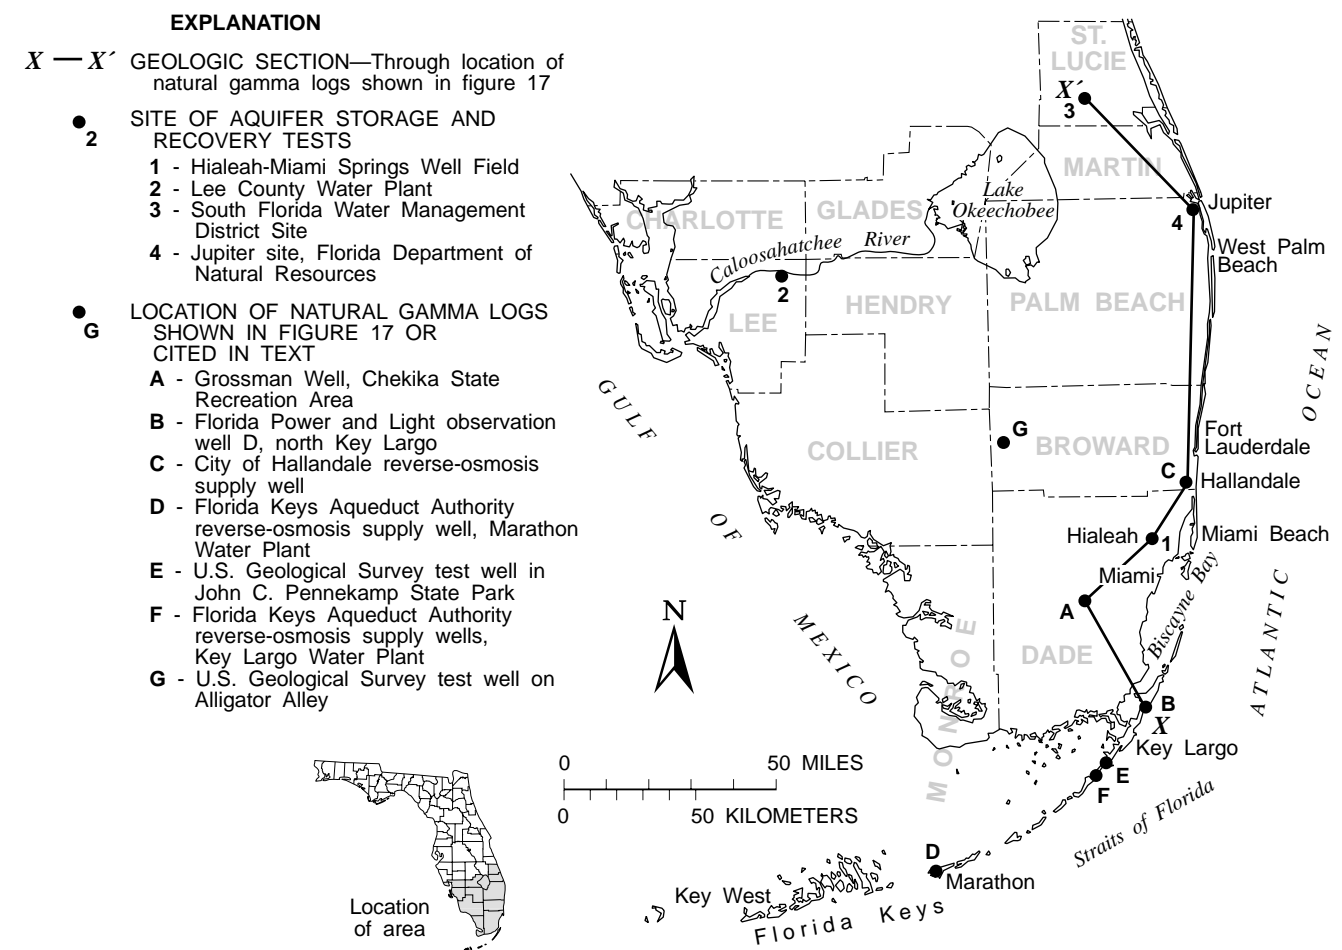 EXPLANATION
X — X′ GEOLOGIC SECTION—Through location of
natural gamma logs shown in figure 17
2
SITE OF AQUIFER STORAGE AND
RECOVERY TESTS
1 - Hialeah-Miami Springs Well Field
2 - Lee County Water Plant
3 - South Florida Water Management
District Site
4 - Jupiter site, Florida Department of
Natural Resources
G
LOCATION OF NATURAL GAMMA LOGS
SHOWN IN FIGURE 17 OR
CITED IN TEXT
A - Grossman Well, Chekika State
Recreation Area
B - Florida Power and Light observation
well D, north Key Largo
C - City of Hallandale reverse-osmosis
supply well
D - Florida Keys Aqueduct Authority
reverse-osmosis supply well, Marathon
Water Plant
E - U.S. Geological Survey test well in
John C. Pennekamp State Park
F - Florida Keys Aqueduct Authority
reverse-osmosis supply wells,
Key Largo Water Plant
G - U.S. Geological Survey test well on
Alligator Alley
Location
of area
ST.
LUCIE
X′
3
MARTIN
Lake
Okeechobee
CHARLOTTE
GLADES
Caloosahatchee River
Jupiter
4
West Palm
Beach
2
LEE
HENDRY
PALM BEACH
GULF
OF
MEXICO
G
COLLIER
BROWARD
Fort
Lauderdale
C
Hallandale
Hialeah
1
Miami Beach
Miami
A
Biscayne Bay
ATLANTIC
OCEAN
MONROE
DADE
B
X
Key Largo
E
F
Straits of Florida
N
0 50 MILES
0 50 KILOMETERS
D
Marathon
Key West
Florida Keys